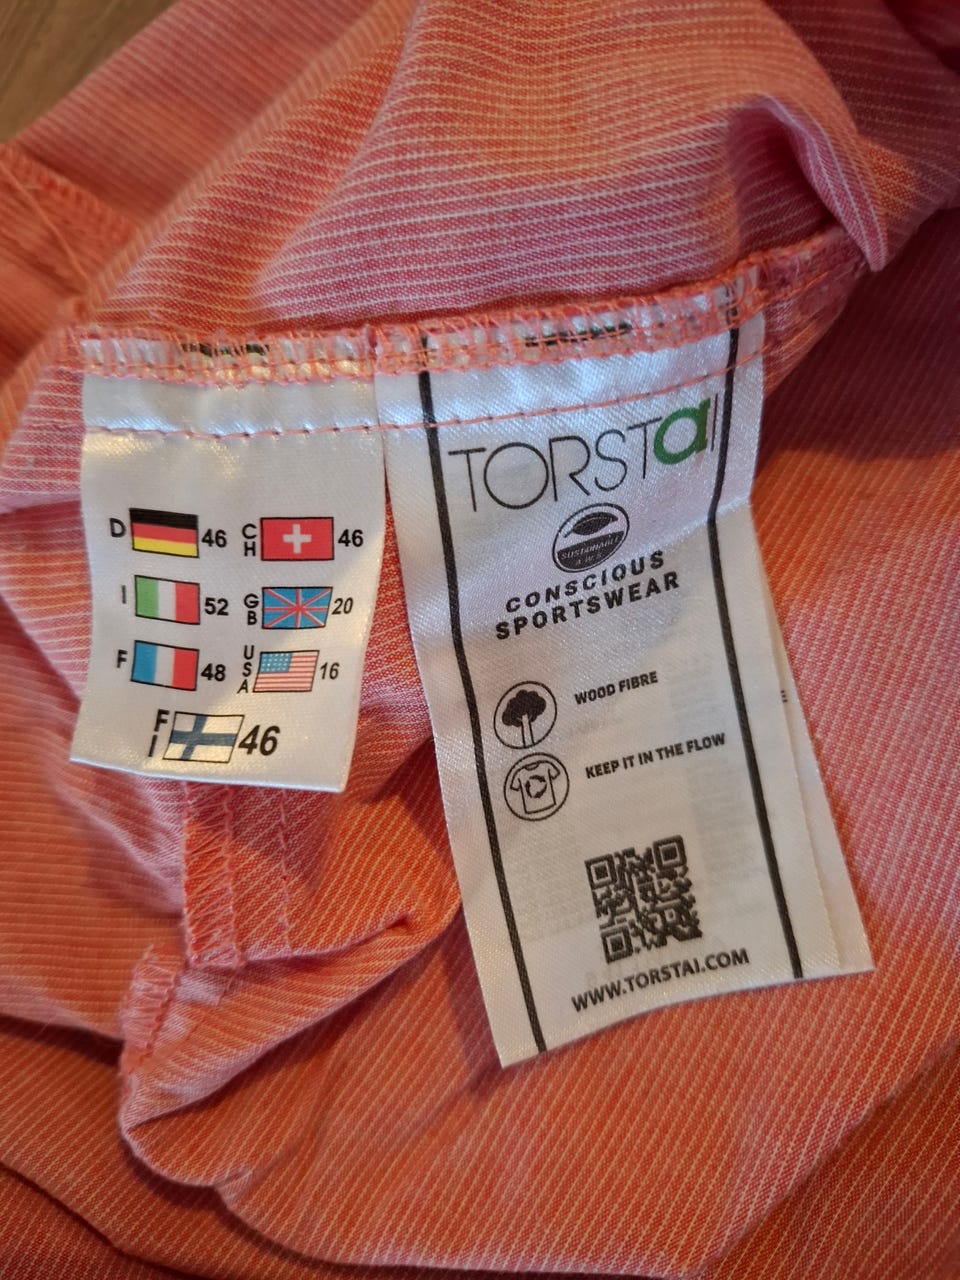 D 46
CH 46
I 52
GB 20
F 48
USA 16
FI 46
TORSTaI
SUSTAINABLE
CONSCIOUS
SPORTSWEAR
WOOD FIBRE
KEEP IT IN THE FLOW
WWW.TORSTAI.COM
E